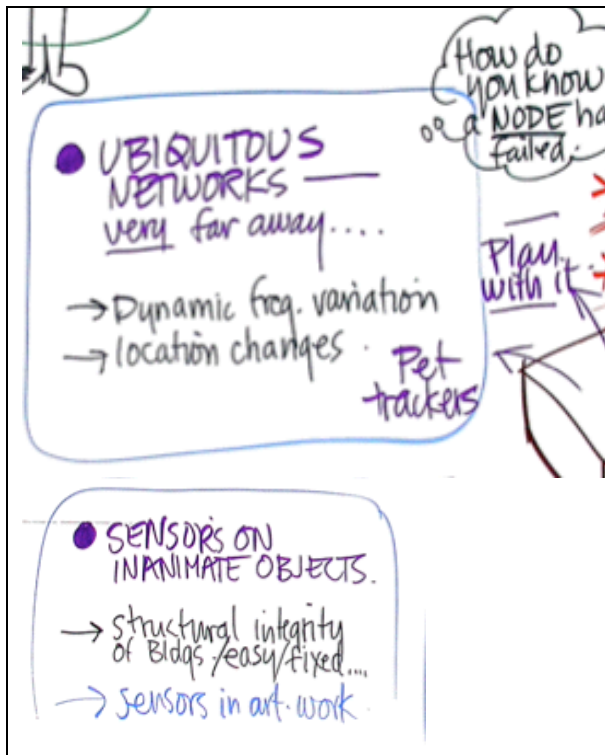 How do
you know
a NODE ha
failed.
UBIQUITOUS
NETWORKS —
very far away....
→ Dynamic freq. variation
→ location changes.
Pet
trackers
Play
with it.
SENSORS ON
INANIMATE OBJECTS.
→ structural integrity
of Bldgs./easy/fixed....
→ sensors in art-work.